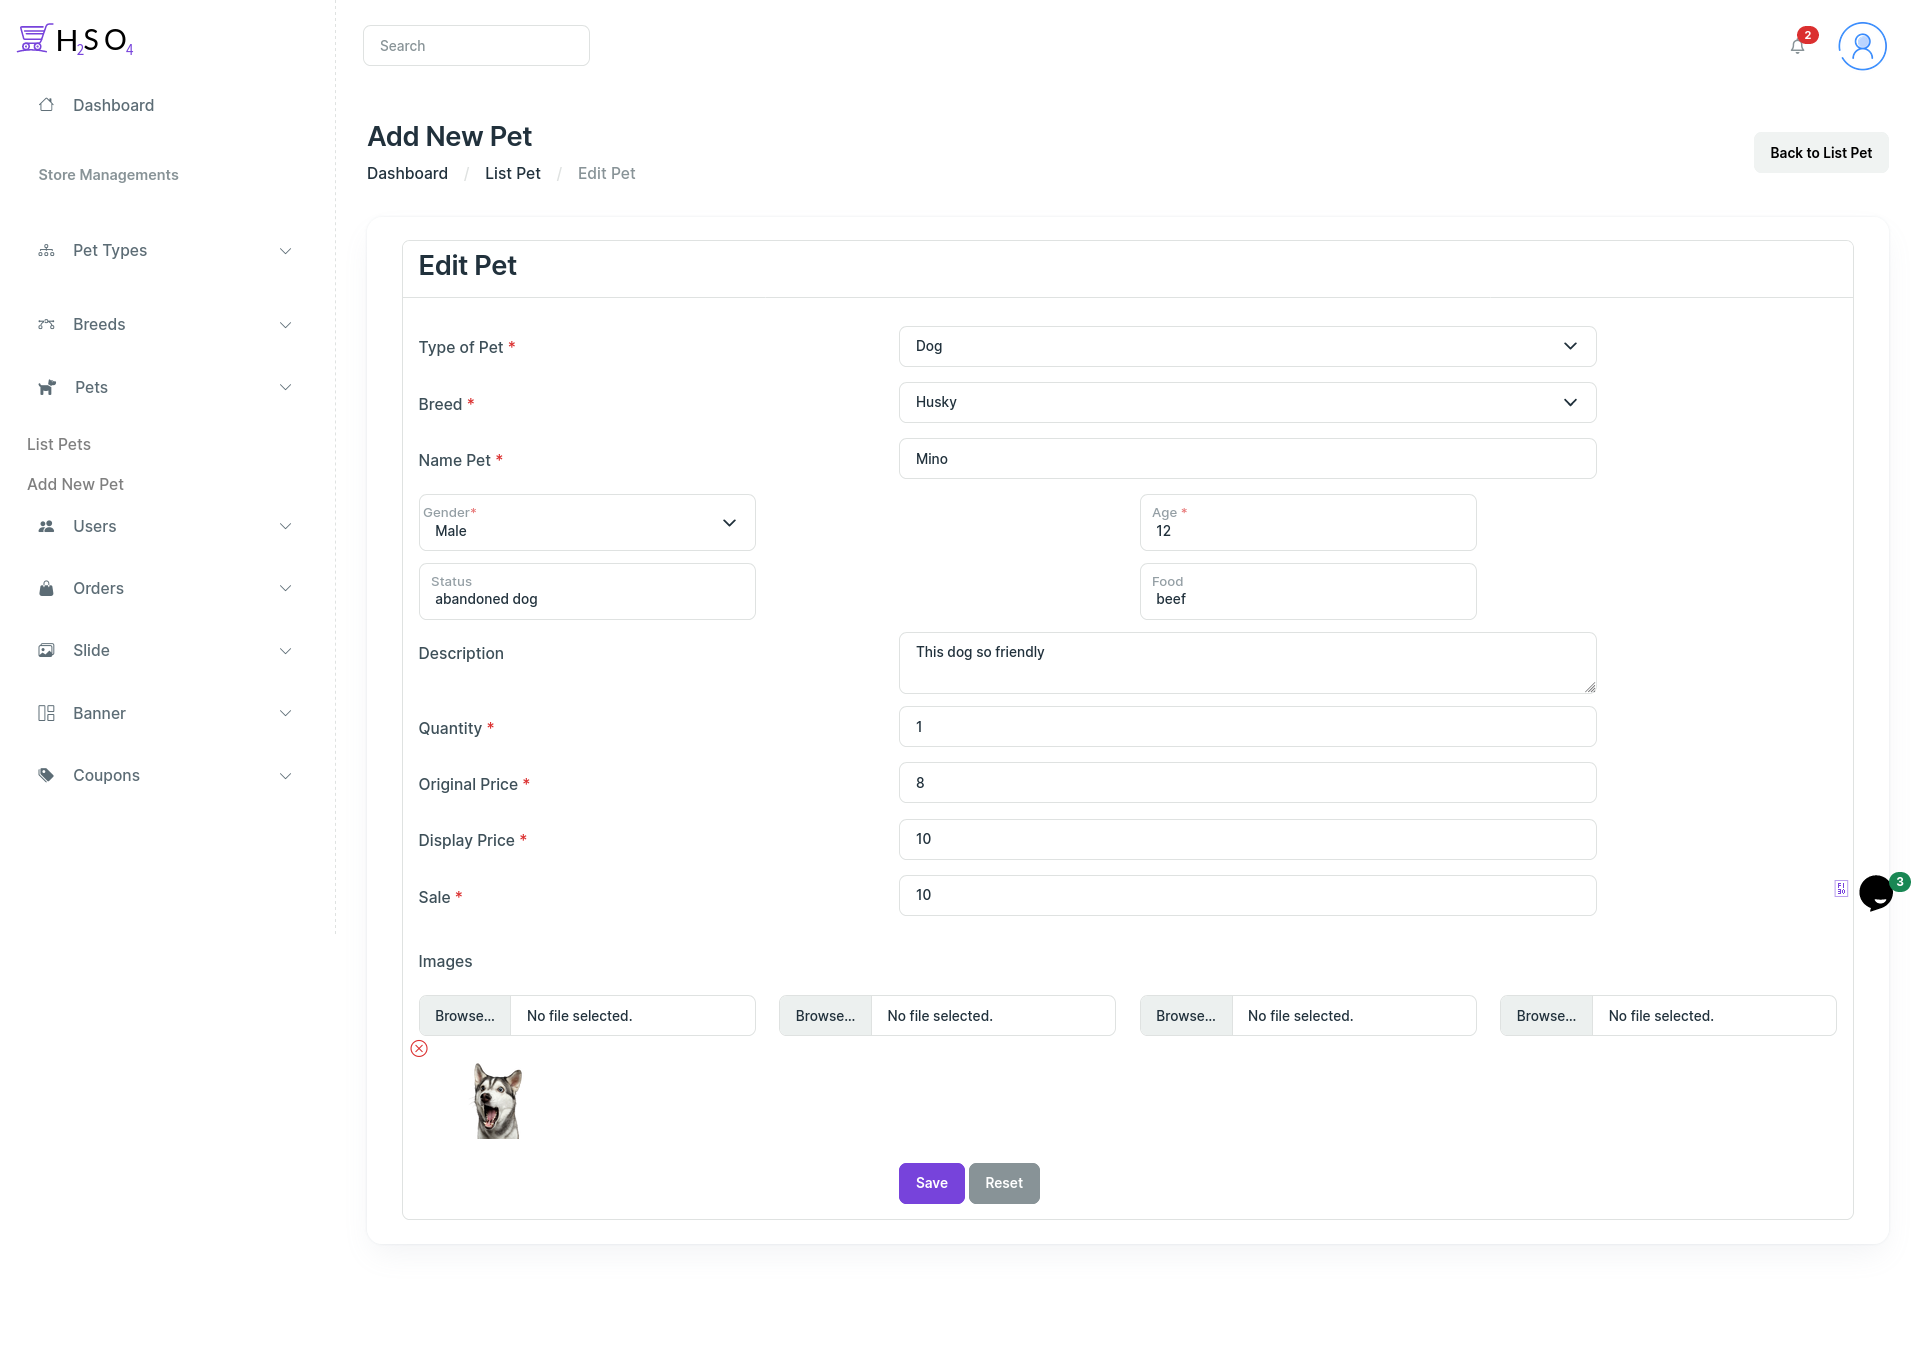 H2SO4
Search
2
Dashboard
Store Managements
Pet Types
Breeds
Pets
List Pets
Add New Pet
Users
Orders
Slide
Banner
Coupons
Add New Pet
Dashboard / List Pet / Edit Pet
Back to List Pet
Edit Pet
Type of Pet *
Dog
Breed *
Husky
Name Pet *
Mino
Gender*
Male
Age *
12
Status
abandoned dog
Food
beef
Description
This dog so friendly
Quantity *
1
Original Price *
8
Display Price *
10
Sale *
10
3
Images
Browse... No file selected.
Browse... No file selected.
Browse... No file selected.
Browse... No file selected.
Save
Reset